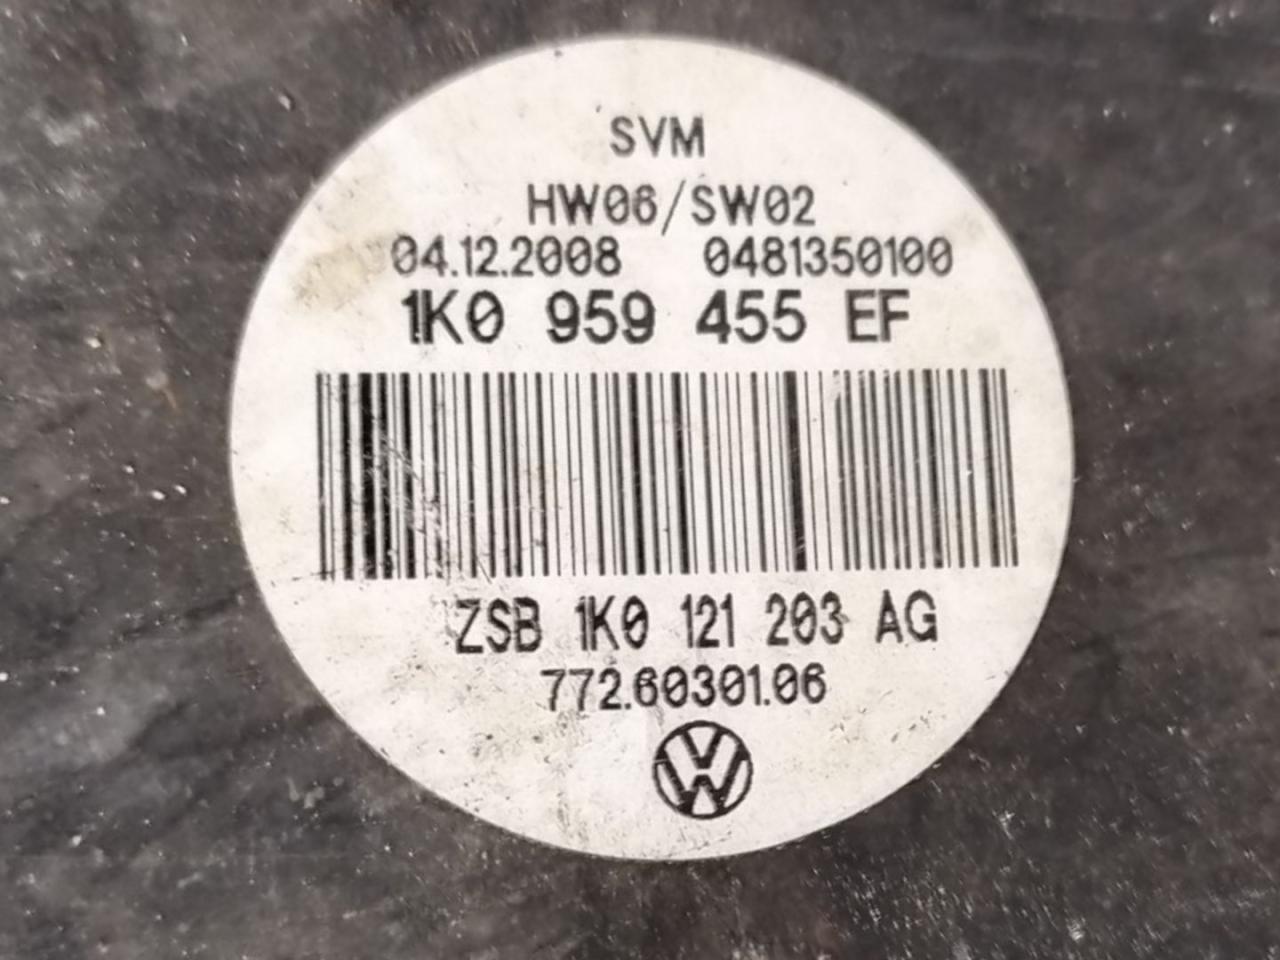 SVM
HW06/SW02
04.12.2008 0481350100
1K0 959 455 EF
ZSB 1K0 121 203 AG
772.60301.06
VW